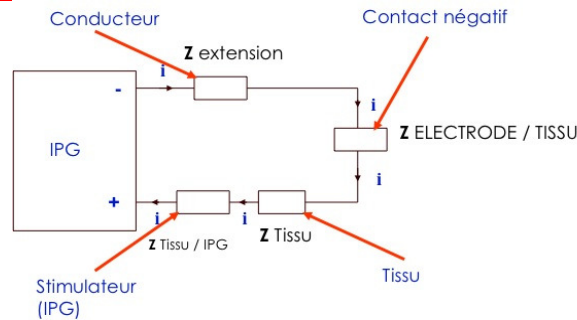 Conducteur
Contact négatif
Z extension
-
i
i
Z ELECTRODE / TISSU
IPG
i
+
i
i
Z Tissu / IPG
Z Tissu
Tissu
Stimulateur
(IPG)